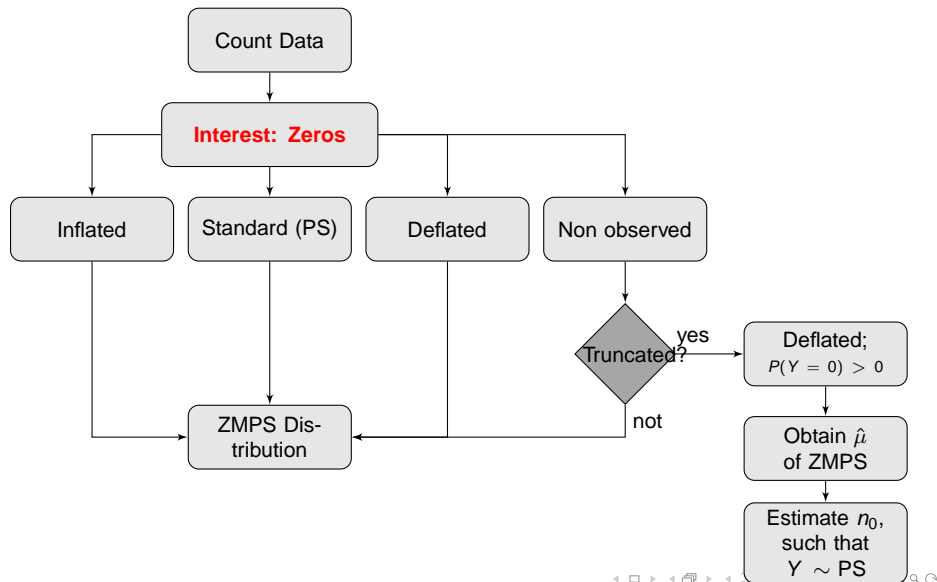 Count Data
Interest: Zeros
Inflated
Standard (PS)
Deflated
Non observed
Truncated?
yes
not
Deflated;
P(Y = 0) > 0
ZMPS Dis-
tribution
Obtain μ̂
of ZMPS
Estimate n₀,
such that
Y ∼ PS